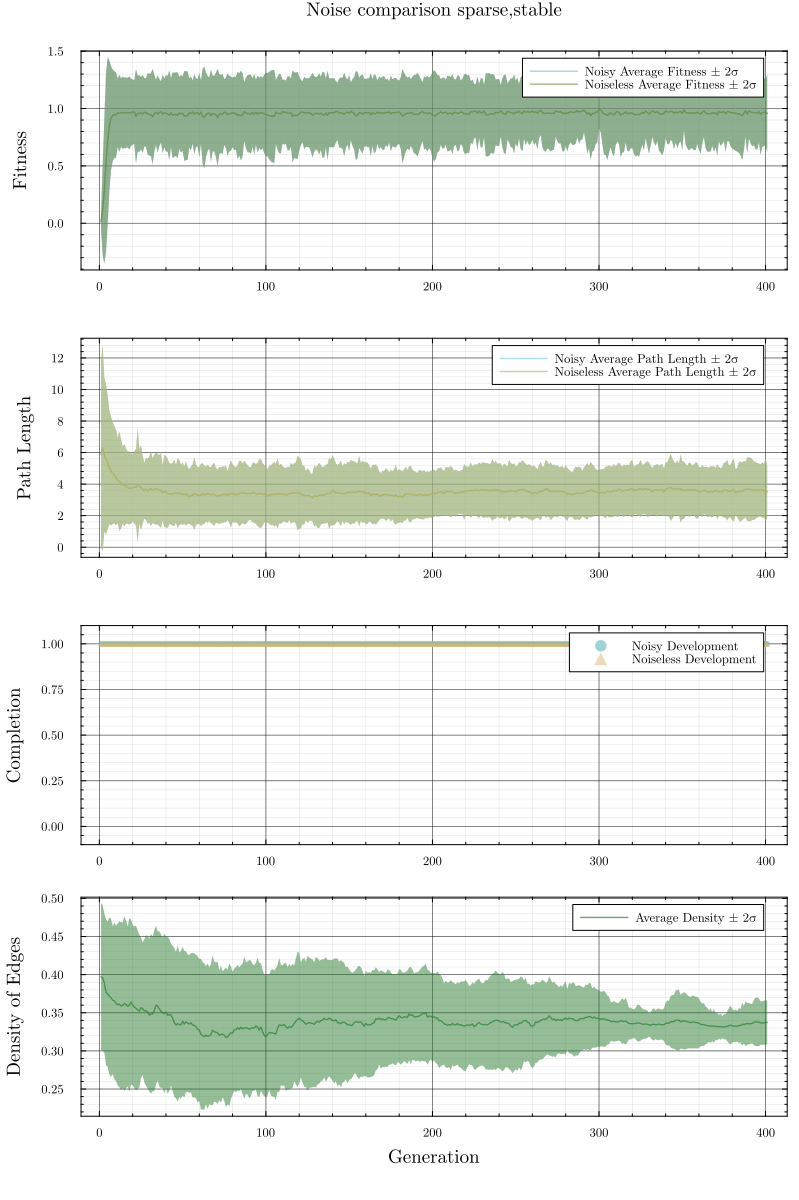 Noise comparison sparse,stable
1.5
1.0
0.5
0.0
Fitness
Noisy Average Fitness ± 2σ
Noiseless Average Fitness ± 2σ
0 100 200 300 400
12
10
8
6
4
2
0
Path Length
Noisy Average Path Length ± 2σ
Noiseless Average Path Length ± 2σ
0 100 200 300 400
1.00
0.75
0.50
0.25
0.00
Completion
Noisy Development
Noiseless Development
0 100 200 300 400
0.50
0.45
0.40
0.35
0.30
0.25
Density of Edges
Average Density ± 2σ
0 100 200 300 400
Generation